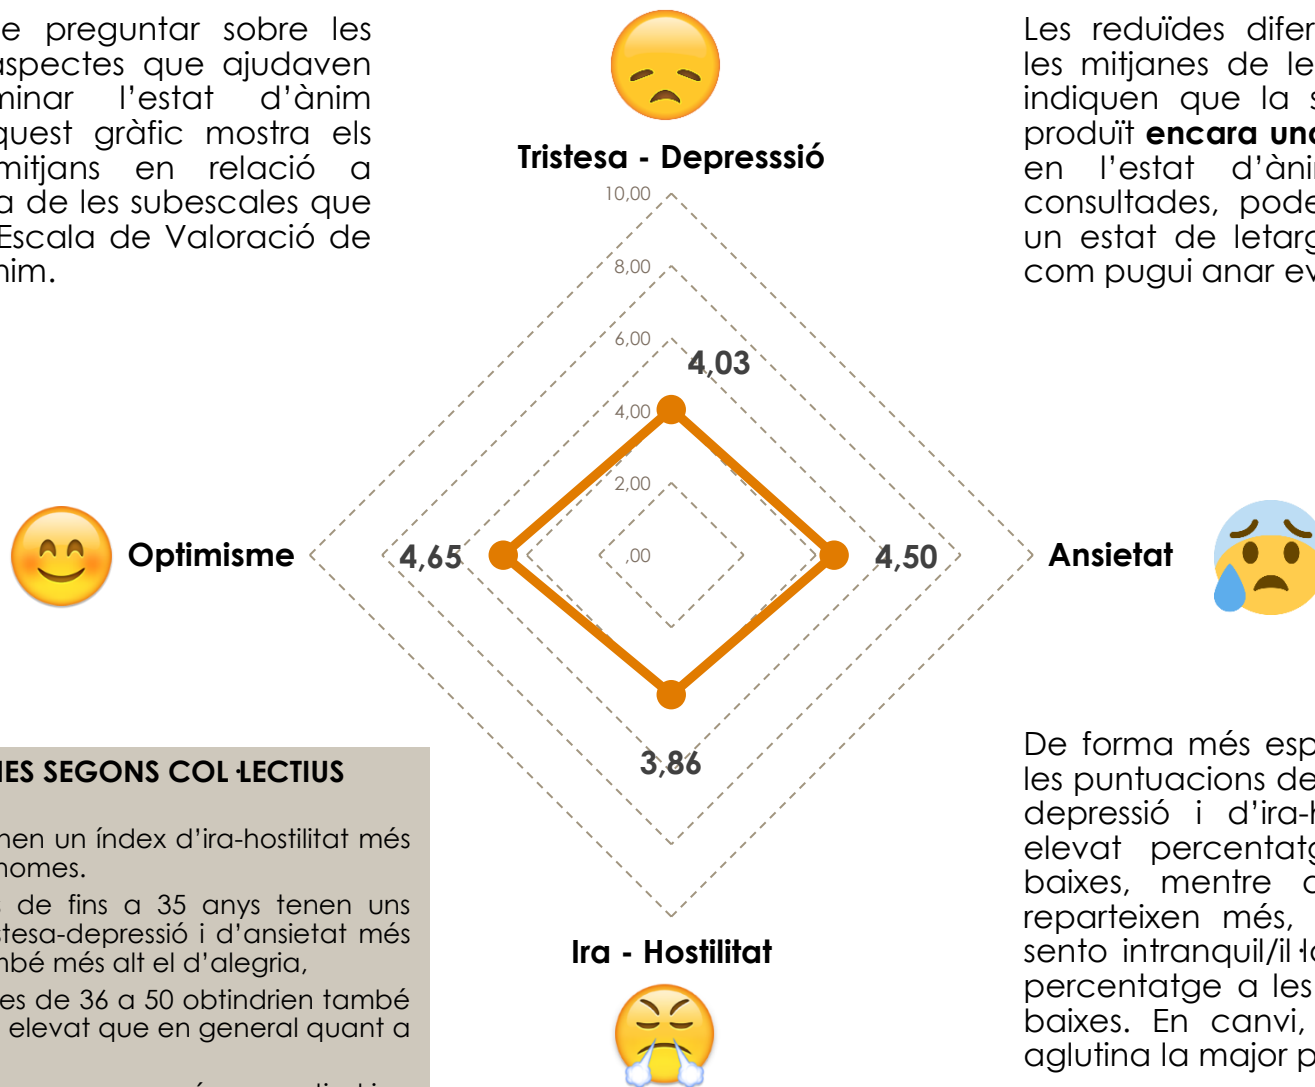 e preguntar sobre les
aspectes que ajudaven
minar l'estat d'ànim
quest gràfic mostra els
mitjans en relació a
a de les subescales que
Escala de Valoració de
nim.
Les reduïdes difer
les mitjanes de le
indiquen que la s
produït encara una
en l'estat d'àni
consultades, pode
un estat de letarg
com pugui anar ev
Tristesa - Depresssió
10,00
8,00
6,00
4,03
4,00
2,00
Optimisme
4,65
,00
4,50
Ansietat
3,86
Ira - Hostilitat
ES SEGONS COL·LECTIUS
nen un índex d'ira-hostilitat més
homes.
s de fins a 35 anys tenen uns
stesa-depressió i d'ansietat més
mbé més alt el d'alegria,
es de 36 a 50 obtindrien també
elevat que en general quant a
De forma més esp
les puntuacions de
depressió i d'ira-h
elevat percentatg
baixes, mentre
reparteixen més,
sento intranquil/il·lo
percentatge a les
baixes. En canvi,
aglutina la major p